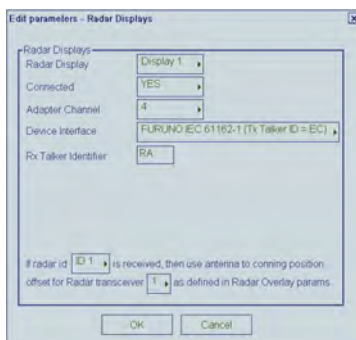 Edit paramelers - Radar Displays
Radar Displays
Radar Display Display 1
Connected YES
Adapter Channel 4
Device Interface FURUNO IEC 61162-1 (Tx Talker ID = EC)
Rx Talker Identifier RA
If radar id ID 1 is received, then use antenna to conning position
offset for Radar transceiver 1 as defined in Radar Overlay params.
OK Cancel